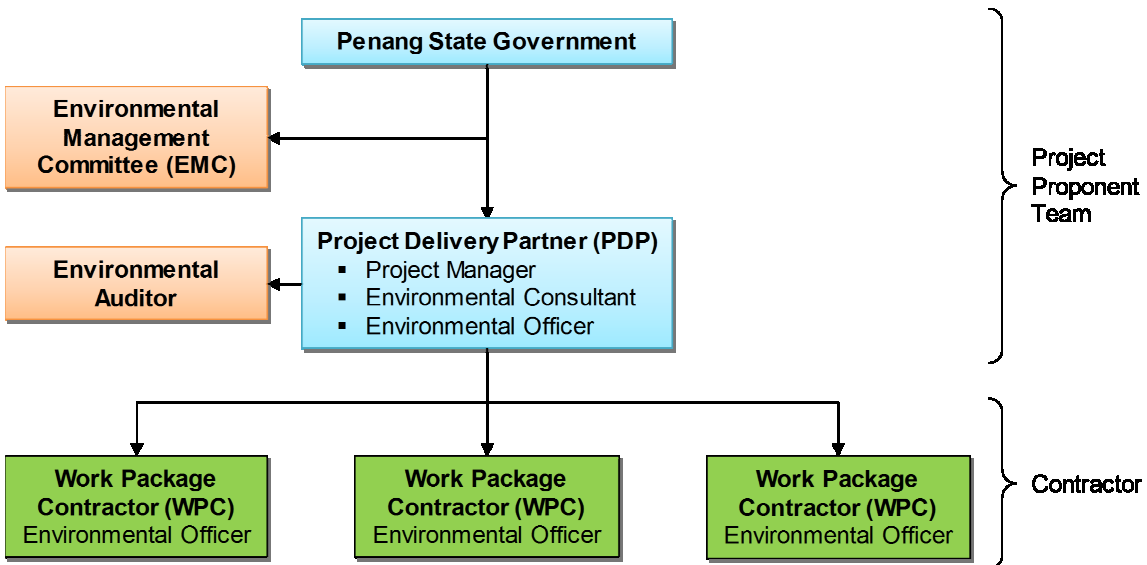 Penang State Government
Environmental
Management
Committee (EMC)
Project
Proponent
Team
Project Delivery Partner (PDP)
▪ Project Manager
▪ Environmental Consultant
▪ Environmental Officer
Environmental
Auditor
Work Package
Contractor (WPC)
Environmental Officer
Work Package
Contractor (WPC)
Environmental Officer
Work Package
Contractor (WPC)
Environmental Officer
Contractor